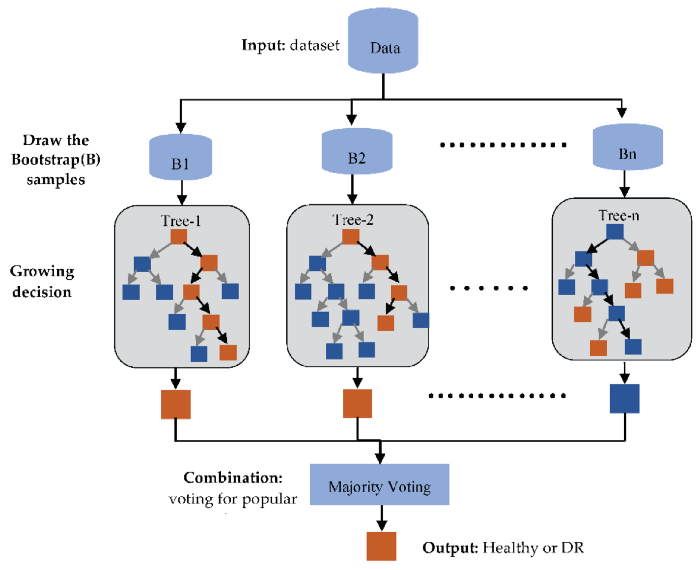 Input: dataset
Data
Draw the
Bootstrap(B)
samples
B1
B2
Bn
Growing
decision
Tree-1
Tree-2
Tree-n
Combination:
voting for popular
Majority Voting
Output: Healthy or DR